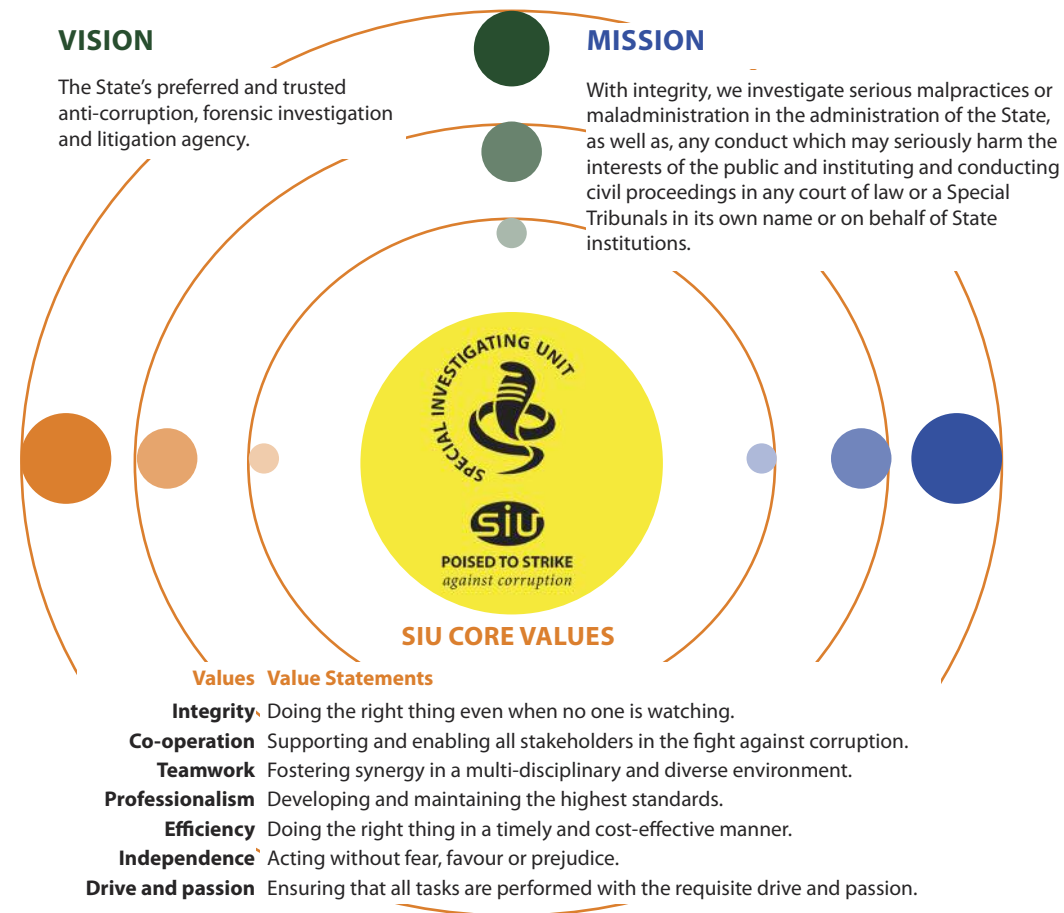 VISION
The State’s preferred and trusted
anti-corruption, forensic investigation
and litigation agency.
MISSION
With integrity, we investigate serious malpractices or
maladministration in the administration of the State,
as well as, any conduct which may seriously harm the
interests of the public and instituting and conducting
civil proceedings in any court of law or a Special
Tribunals in its own name or on behalf of State
institutions.
SPECIAL INVESTIGATING UNIT
SiU
POISED TO STRIKE
against corruption
SIU CORE VALUES
Values Value Statements
Integrity Doing the right thing even when no one is watching.
Co-operation Supporting and enabling all stakeholders in the fight against corruption.
Teamwork Fostering synergy in a multi-disciplinary and diverse environment.
Professionalism Developing and maintaining the highest standards.
Efficiency Doing the right thing in a timely and cost-effective manner.
Independence Acting without fear, favour or prejudice.
Drive and passion Ensuring that all tasks are performed with the requisite drive and passion.